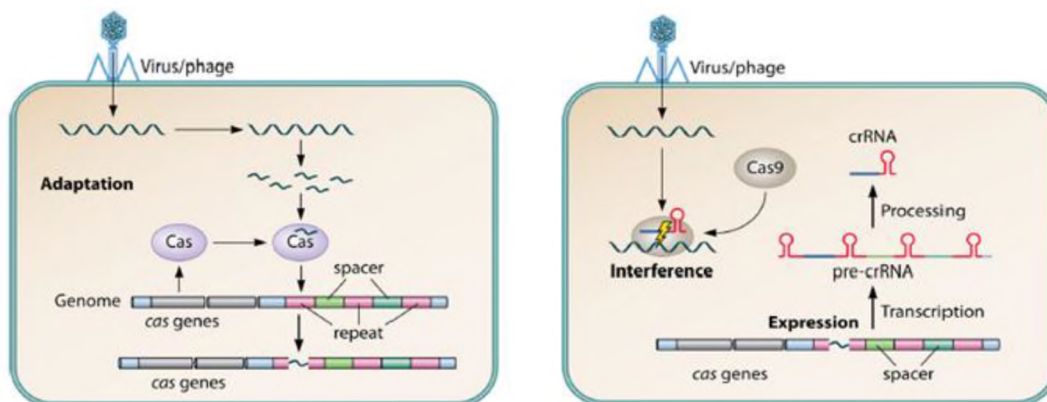 Virus/phage
Adaptation
Cas
Cas
spacer
Genome
cas genes
repeat
cas genes
Virus/phage
crRNA
Cas9
Processing
Interference
pre-crRNA
Expression
Transcription
cas genes
spacer